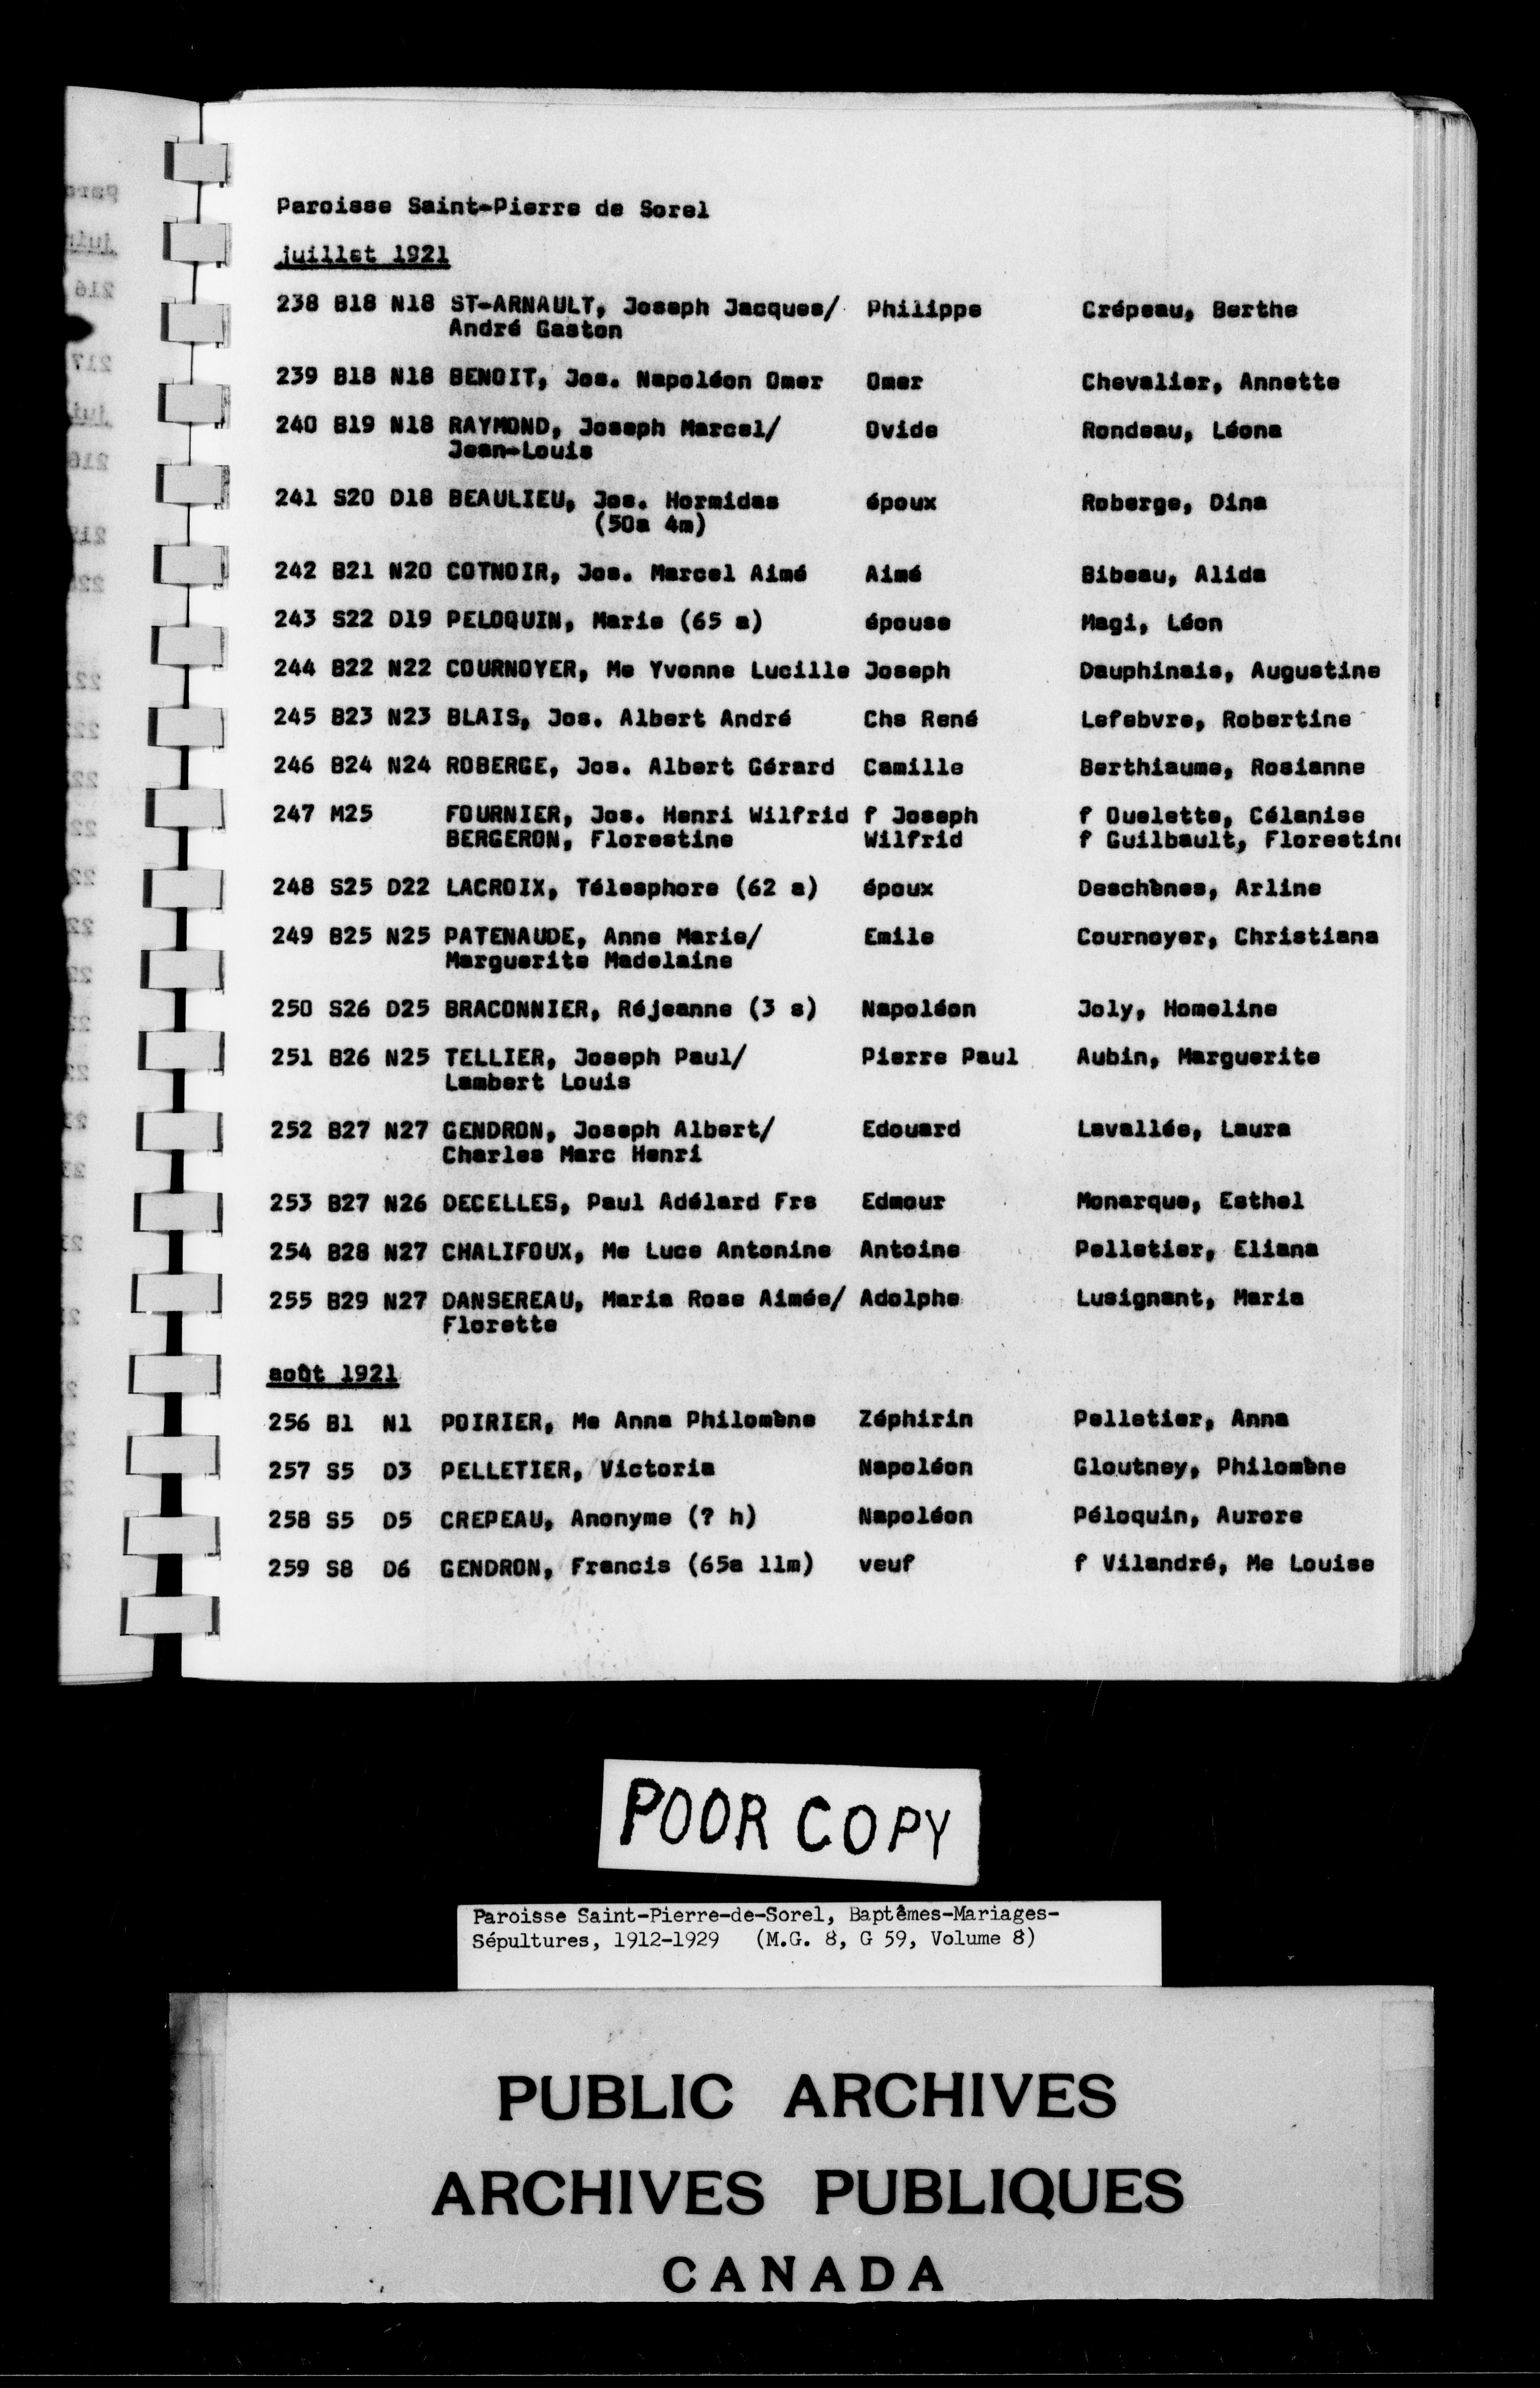 Paroisse Saint-Pierre de Sorel
juillet 1921
238 B18 N18 ST-ARNAULT, Joseph Jacques/ Philippe Crépeau, Berthe
André Gaston
239 B18 N18 BENOIT, Jos. Napoléon Omer Omer Chevalier, Annette
240 B19 N18 RAYMOND, Joseph Marcel/ Ovide Rondeau, Léona
Jean-Louis
241 S20 D18 BEAULIEU, Jos. Hormidas époux Roberge, Dina
(50a 4m)
242 B21 N20 COTNOIR, Jos. Marcel Aimé Aimé Bibeau, Alida
243 S22 D19 PELOQUIN, Marie (65 a) épouse Magi, Léon
244 B22 N22 COURNOYER, Me Yvonne Lucille Joseph Dauphinais, Augustine
245 B23 N23 BLAIS, Jos. Albert André Chs René Lefebvre, Robertine
246 B24 N24 ROBERGE, Jos. Albert Gérard Camille Berthiaume, Rosianne
247 M25 FOURNIER, Jos. Henri Wilfrid f Joseph f Ouelette, Célanise
BERGERON, Florestine Wilfrid f Guilbault, Florestine
248 S25 D22 LACROIX, Télesphore (62 a) époux Deschènes, Arline
249 B25 N25 PATENAUDE, Anne Marie/ Emile Cournoyer, Christiana
Marguerite Madelaine
250 S26 D25 BRACONNIER, Réjeanne (3 s) Napoléon Joly, Homeline
251 B26 N25 TELLIER, Joseph Paul/ Pierre Paul Aubin, Marguerite
Lambert Louis
252 B27 N27 GENDRON, Joseph Albert/ Edouard Lavallée, Laura
Charles Marc Henri
253 B27 N26 DECELLES, Paul Adélard Frs Edmour Monarque, Esthel
254 B28 N27 CHALIFOUX, Me Luce Antonine Antoine Pelletier, Eliana
255 B29 N27 DANSEREAU, Maria Rose Aimée/ Adolphe Lusignant, Maria
Florette
août 1921
256 B1 N1 POIRIER, Me Anna Philomène Zéphirin Pelletier, Anna
257 S5 D3 PELLETIER, Victoria Napoléon Gloutney, Philomène
258 S5 D5 CREPEAU, Anonyme (? h) Napoléon Péloquin, Aurore
259 S8 D6 GENDRON, Francis (65a 11m) veuf f Vilandré, Me Louise
POOR COPY
Paroisse Saint-Pierre-de-Sorel, Baptêmes-Mariages-
Sépultures, 1912-1929 (M.G. 8, G 59, Volume 8)
PUBLIC ARCHIVES
ARCHIVES PUBLIQUES
CANADA